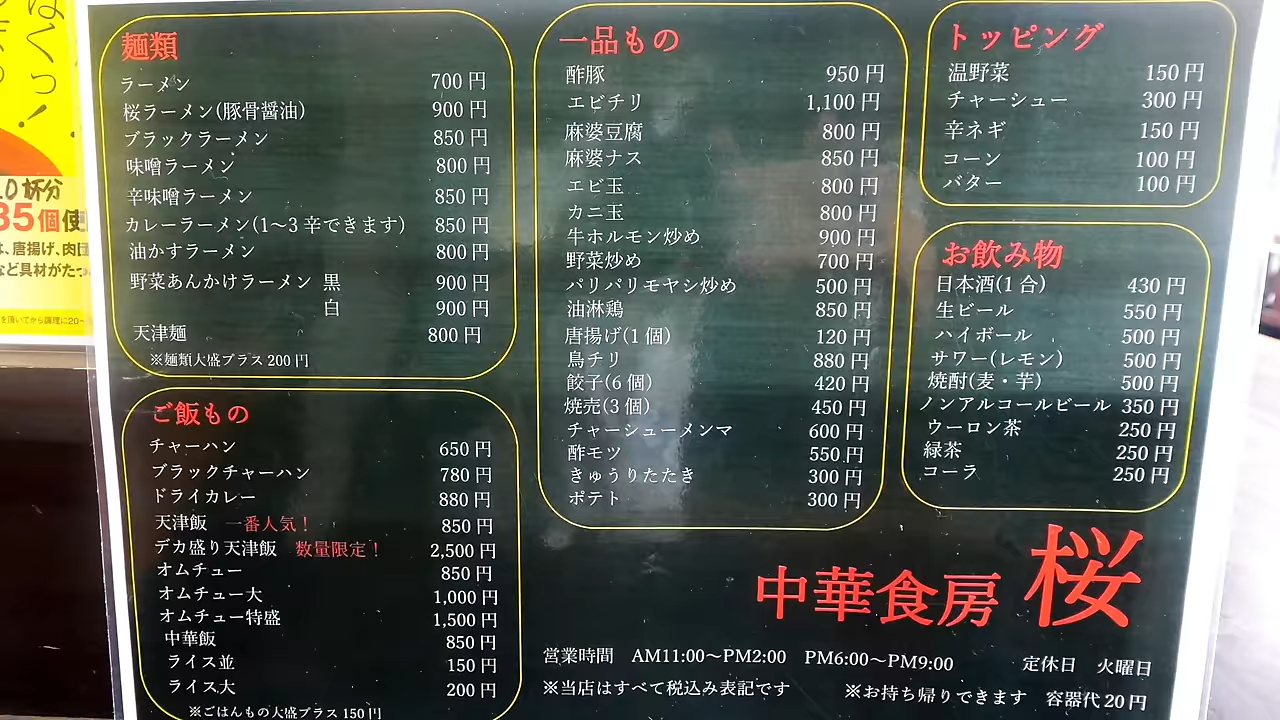 麺類
ラーメン 700円
桜ラーメン(豚骨醤油) 900円
ブラックラーメン 850円
味噌ラーメン 800円
辛味噌ラーメン 850円
カレーラーメン(1〜3辛できます) 850円
油かすラーメン 800円
野菜あんかけラーメン 黒 900円
白 900円
天津麺 800円
※麺類大盛プラス200円
ご飯もの
チャーハン 650円
ブラックチャーハン 780円
ドライカレー 880円
天津飯 一番人気! 850円
デカ盛り天津飯 数量限定! 2,500円
オムチュー 850円
オムチュー大 1,000円
オムチュー特盛 1,500円
中華飯 850円
ライス並 150円
ライス大 200円
※ごはんもの大盛プラス150円
一品もの
酢豚 950円
エビチリ 1,100円
麻婆豆腐 800円
麻婆ナス 850円
エビ玉 800円
カニ玉 800円
牛ホルモン炒め 900円
野菜炒め 700円
パリパリモヤシ炒め 500円
油淋鶏 850円
唐揚げ(1個) 120円
鳥チリ 880円
餃子(6個) 420円
焼売(3個) 450円
チャーシューメンマ 600円
酢モツ 550円
きゅうりたたき 300円
ポテト 300円
トッピング
温野菜 150円
チャーシュー 300円
辛ネギ 150円
コーン 100円
バター 100円
お飲み物
日本酒(1合) 430円
生ビール 550円
ハイボール 500円
サワー(レモン) 500円
焼酎(麦・芋) 500円
ノンアルコールビール 350円
ウーロン茶 250円
緑茶 250円
コーラ 250円
中華食房 桜
営業時間 AM11:00〜PM2:00 PM6:00〜PM9:00 定休日 火曜日
※当店はすべて税込み表記です ※お持ち帰りできます 容器代20円
杯分
35個使
、唐揚げ、肉団
など具材がたっ
を頂いてから調理に20〜